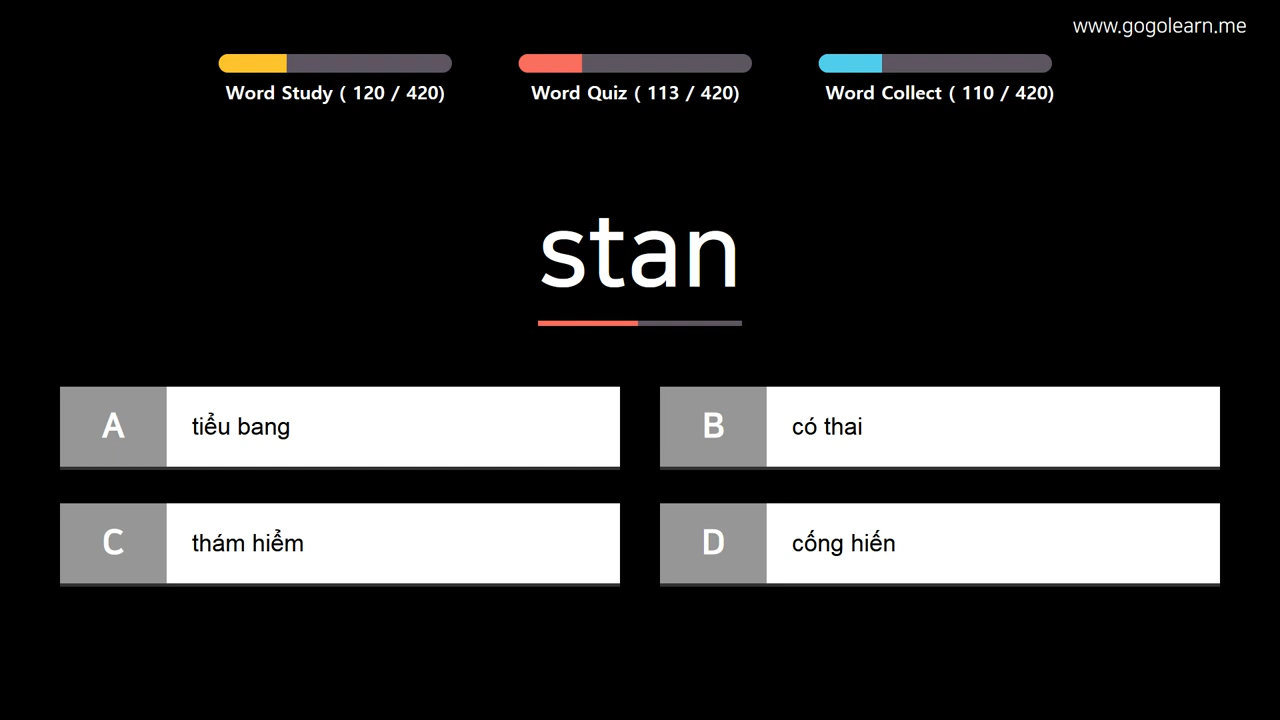 www.gogolearn.me
Word Study ( 120 / 420)
Word Quiz ( 113 / 420)
Word Collect ( 110 / 420)
stan
A tiểu bang
B có thai
C thám hiểm
D cống hiến